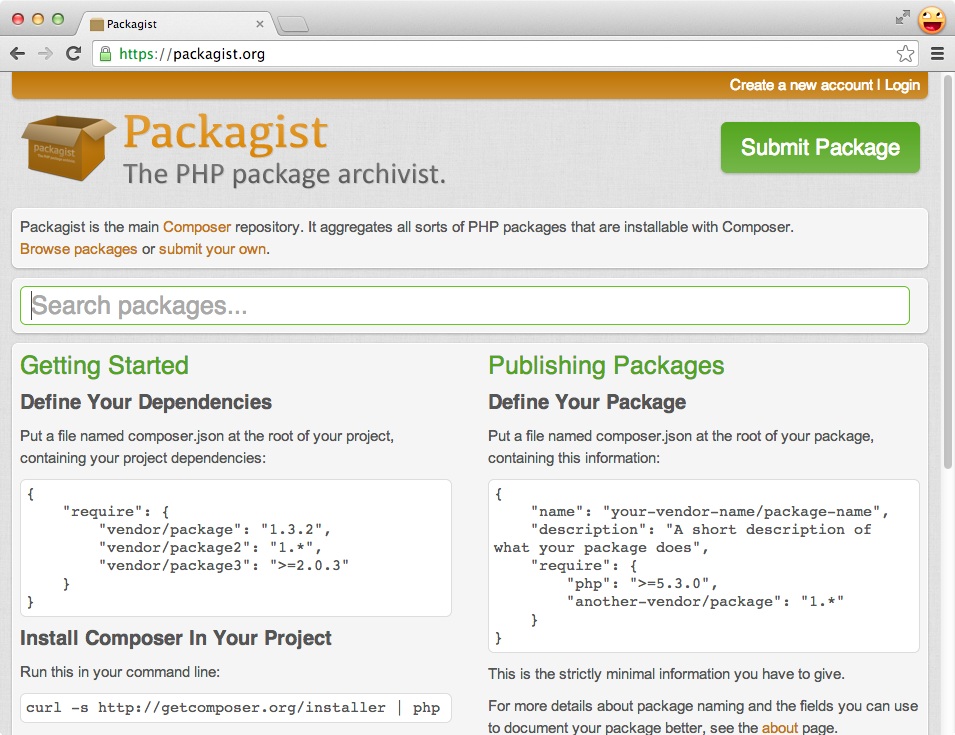 Packagist
https://packagist.org
Create a new account | Login
packagist
Packagist
The PHP package archivist.
Submit Package
Packagist is the main Composer repository. It aggregates all sorts of PHP packages that are installable with Composer.
Browse packages or submit your own.
Search packages...
Getting Started
Define Your Dependencies
Put a file named composer.json at the root of your project,
containing your project dependencies:
{
    "require": {
        "vendor/package": "1.3.2",
        "vendor/package2": "1.*",
        "vendor/package3": ">=2.0.3"
    }
}
Install Composer In Your Project
Run this in your command line:
curl -s http://getcomposer.org/installer | php
Publishing Packages
Define Your Package
Put a file named composer.json at the root of your package,
containing this information:
{
    "name": "your-vendor-name/package-name",
    "description": "A short description of
what your package does",
    "require": {
        "php": ">=5.3.0",
        "another-vendor/package": "1.*"
    }
}
This is the strictly minimal information you have to give.
For more details about package naming and the fields you can use
to document your package better, see the about page.